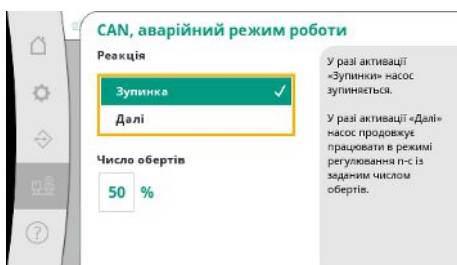 CAN, аварійний режим роботи
Реакція
Зупинка
Далі
Число обертів
50 %
У разі активації
«Зупинки» насос
зупиняється.
У разі активації «Далі»
насос продовжує
працювати в режимі
регулювання n-c із
заданим числом
обертів.